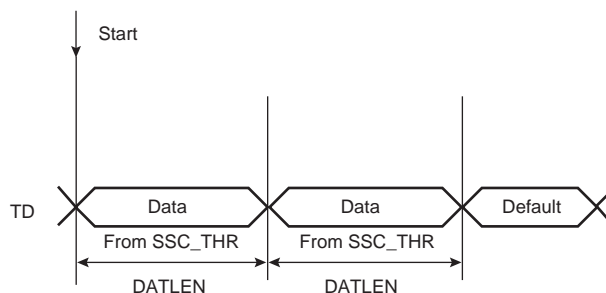 Start
TD
Data
Data
Default
From SSC_THR
From SSC_THR
DATLEN
DATLEN